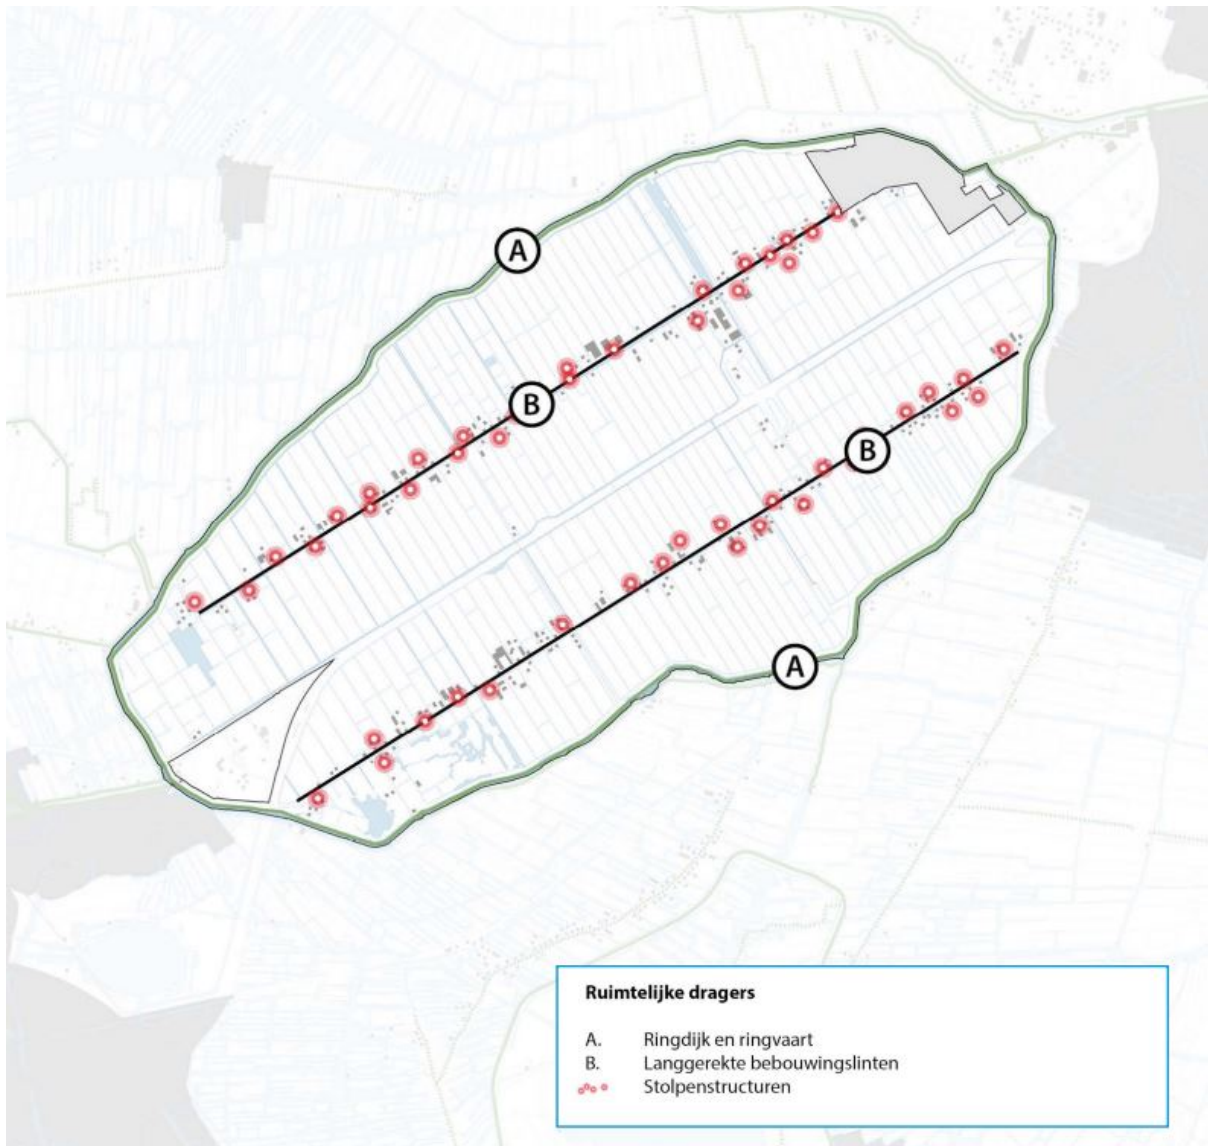 A
B
B
A
Ruimtelijke dragers
A. Ringdijk en ringvaart
B. Langgerekte bebouwingslinten
Stolpenstructuren